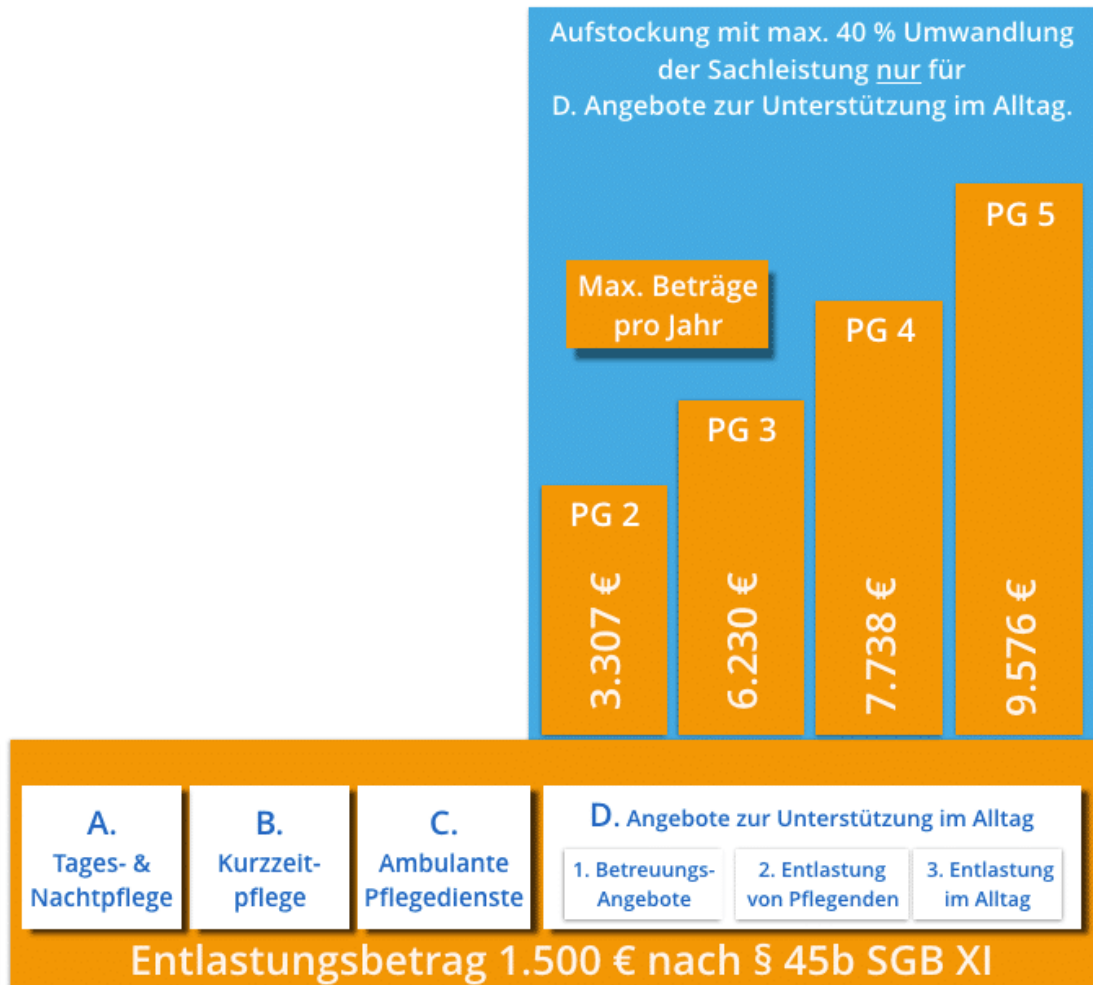 Aufstockung mit max. 40 % Umwandlung
der Sachleistung nur für
D. Angebote zur Unterstützung im Alltag.
Max. Beträge
pro Jahr
PG 2
3.307 €
PG 3
6.230 €
PG 4
7.738 €
PG 5
9.576 €
A.
Tages- &
Nachtpflege
B.
Kurzzeit-
pflege
C.
Ambulante
Pflegedienste
D. Angebote zur Unterstützung im Alltag
1. Betreuungs-
Angebote
2. Entlastung
von Pflegenden
3. Entlastung
im Alltag
Entlastungsbetrag 1.500 € nach § 45b SGB XI